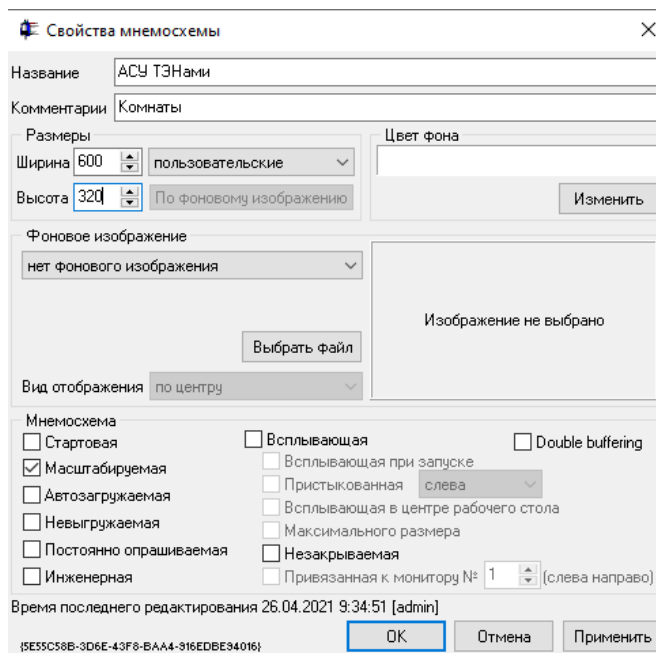 Свойства мнемосхемы
Название АСУ ТЭНами
Комментарии Комнаты
Размеры Цвет фона
Ширина 600 пользовательские
Высота 320 По фоновому изображению Изменить
Фоновое изображение
нет фонового изображения
Изображение не выбрано
Выбрать файл
Вид отображения по центру
Мнемосхема
Стартовая Всплывающая Double buffering
Масштабируемая Всплывающая при запуске
Автозагружаемая Пристыкованная слева
Невыгружаемая Всплывающая в центре рабочего стола
Максимального размера
Постоянно опрашиваемая Незакрываемая
Инженерная Привязанная к монитору № 1 (слева направо)
Время последнего редактирования 26.04.2021 9:34:51 [admin]
{5E55C58B-3D6E-43F8-BAA4-916EDBE94016} OK Отмена Применить